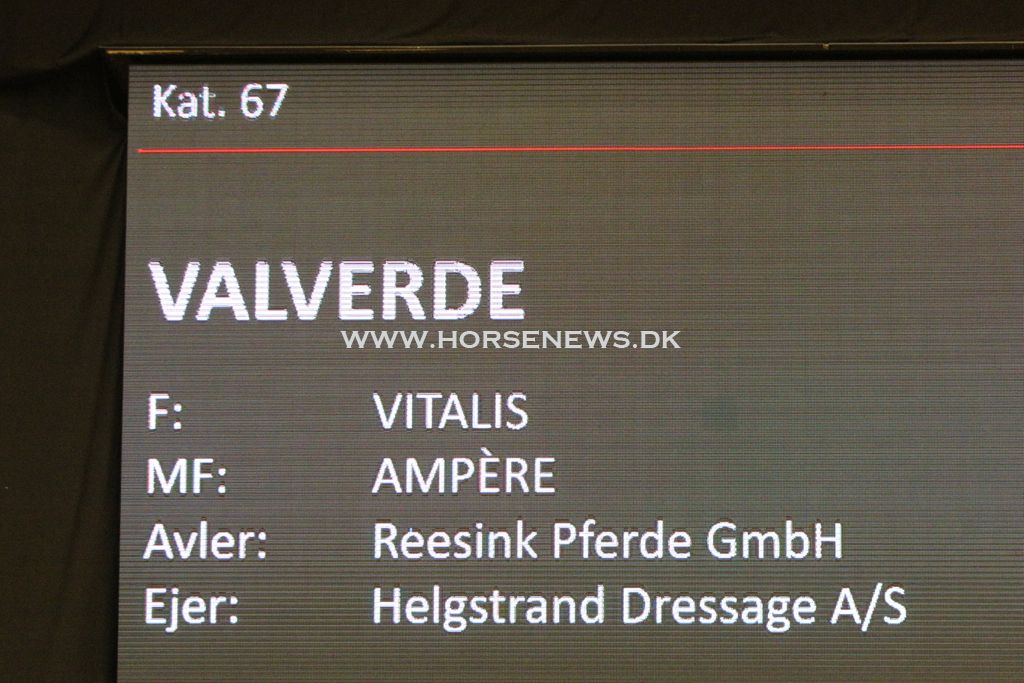 Kat. 67
VALVERDE
WWW.HORSENEWS.DK
F: VITALIS
MF: AMPÈRE
Avler: Reesink Pferde GmbH
Ejer: Helgstrand Dressage A/S